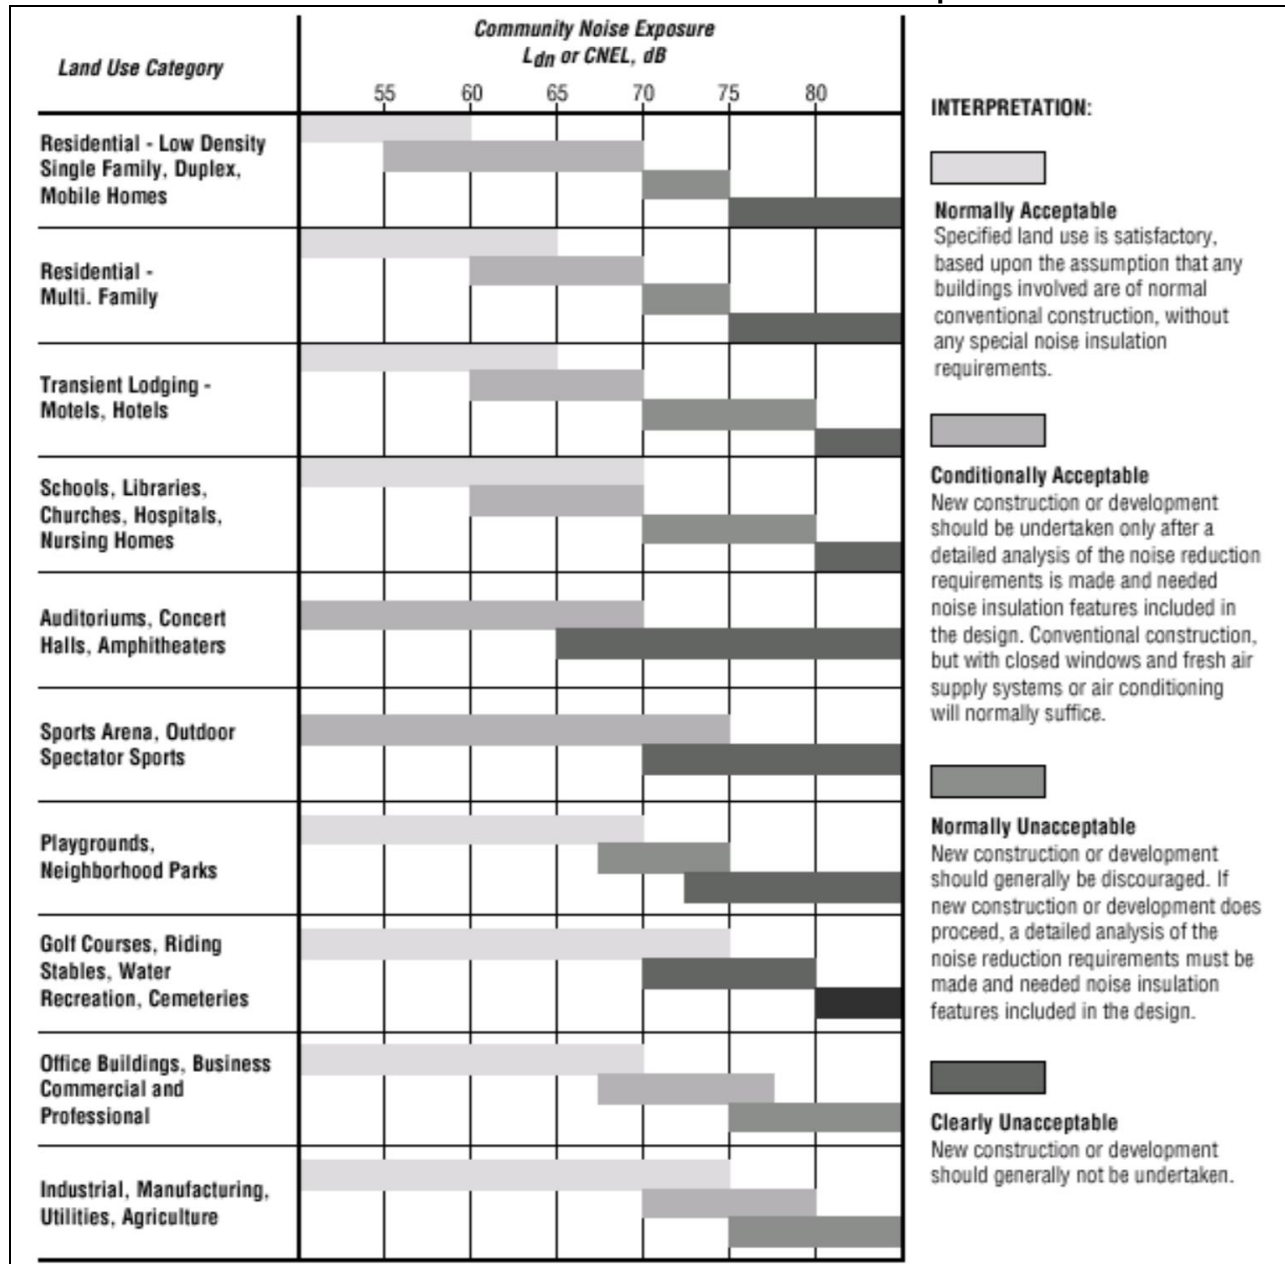 Community Noise Exposure
Ldn or CNEL, dB
Land Use Category
55 60 65 70 75 80
Residential - Low Density
Single Family, Duplex,
Mobile Homes
Residential -
Multi. Family
Transient Lodging -
Motels, Hotels
Schools, Libraries,
Churches, Hospitals,
Nursing Homes
Auditoriums, Concert
Halls, Amphitheaters
Sports Arena, Outdoor
Spectator Sports
Playgrounds,
Neighborhood Parks
Golf Courses, Riding
Stables, Water
Recreation, Cemeteries
Office Buildings, Business
Commercial and
Professional
Industrial, Manufacturing,
Utilities, Agriculture
INTERPRETATION:
Normally Acceptable
Specified land use is satisfactory,
based upon the assumption that any
buildings involved are of normal
conventional construction, without
any special noise insulation
requirements.
Conditionally Acceptable
New construction or development
should be undertaken only after a
detailed analysis of the noise reduction
requirements is made and needed
noise insulation features included in
the design. Conventional construction,
but with closed windows and fresh air
supply systems or air conditioning
will normally suffice.
Normally Unacceptable
New construction or development
should generally be discouraged. If
new construction or development does
proceed, a detailed analysis of the
noise reduction requirements must be
made and needed noise insulation
features included in the design.
Clearly Unacceptable
New construction or development
should generally not be undertaken.